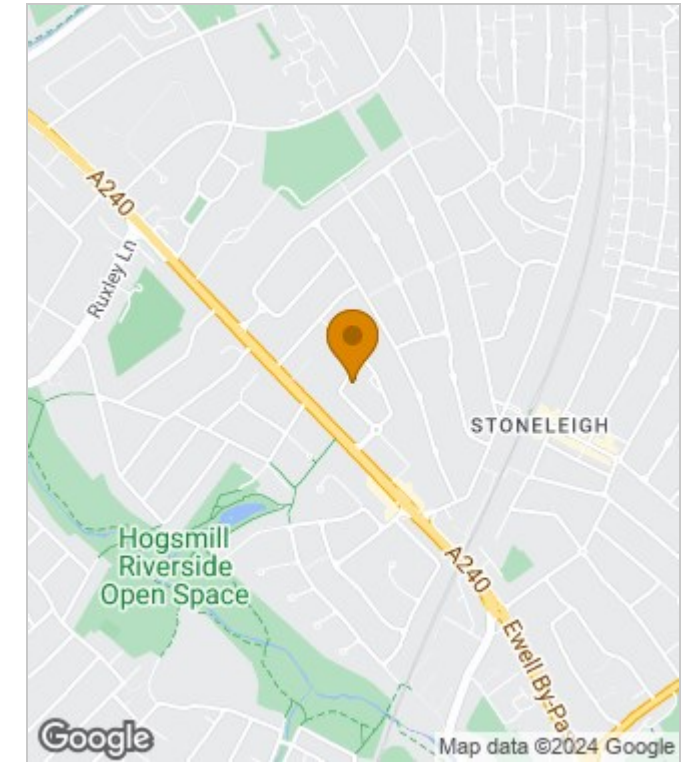 A240
Ruxley Ln
STONELEIGH
Hogsmill
Riverside
Open Space
A240
Ewell By-Pa
Google
Map data ©2024 Google